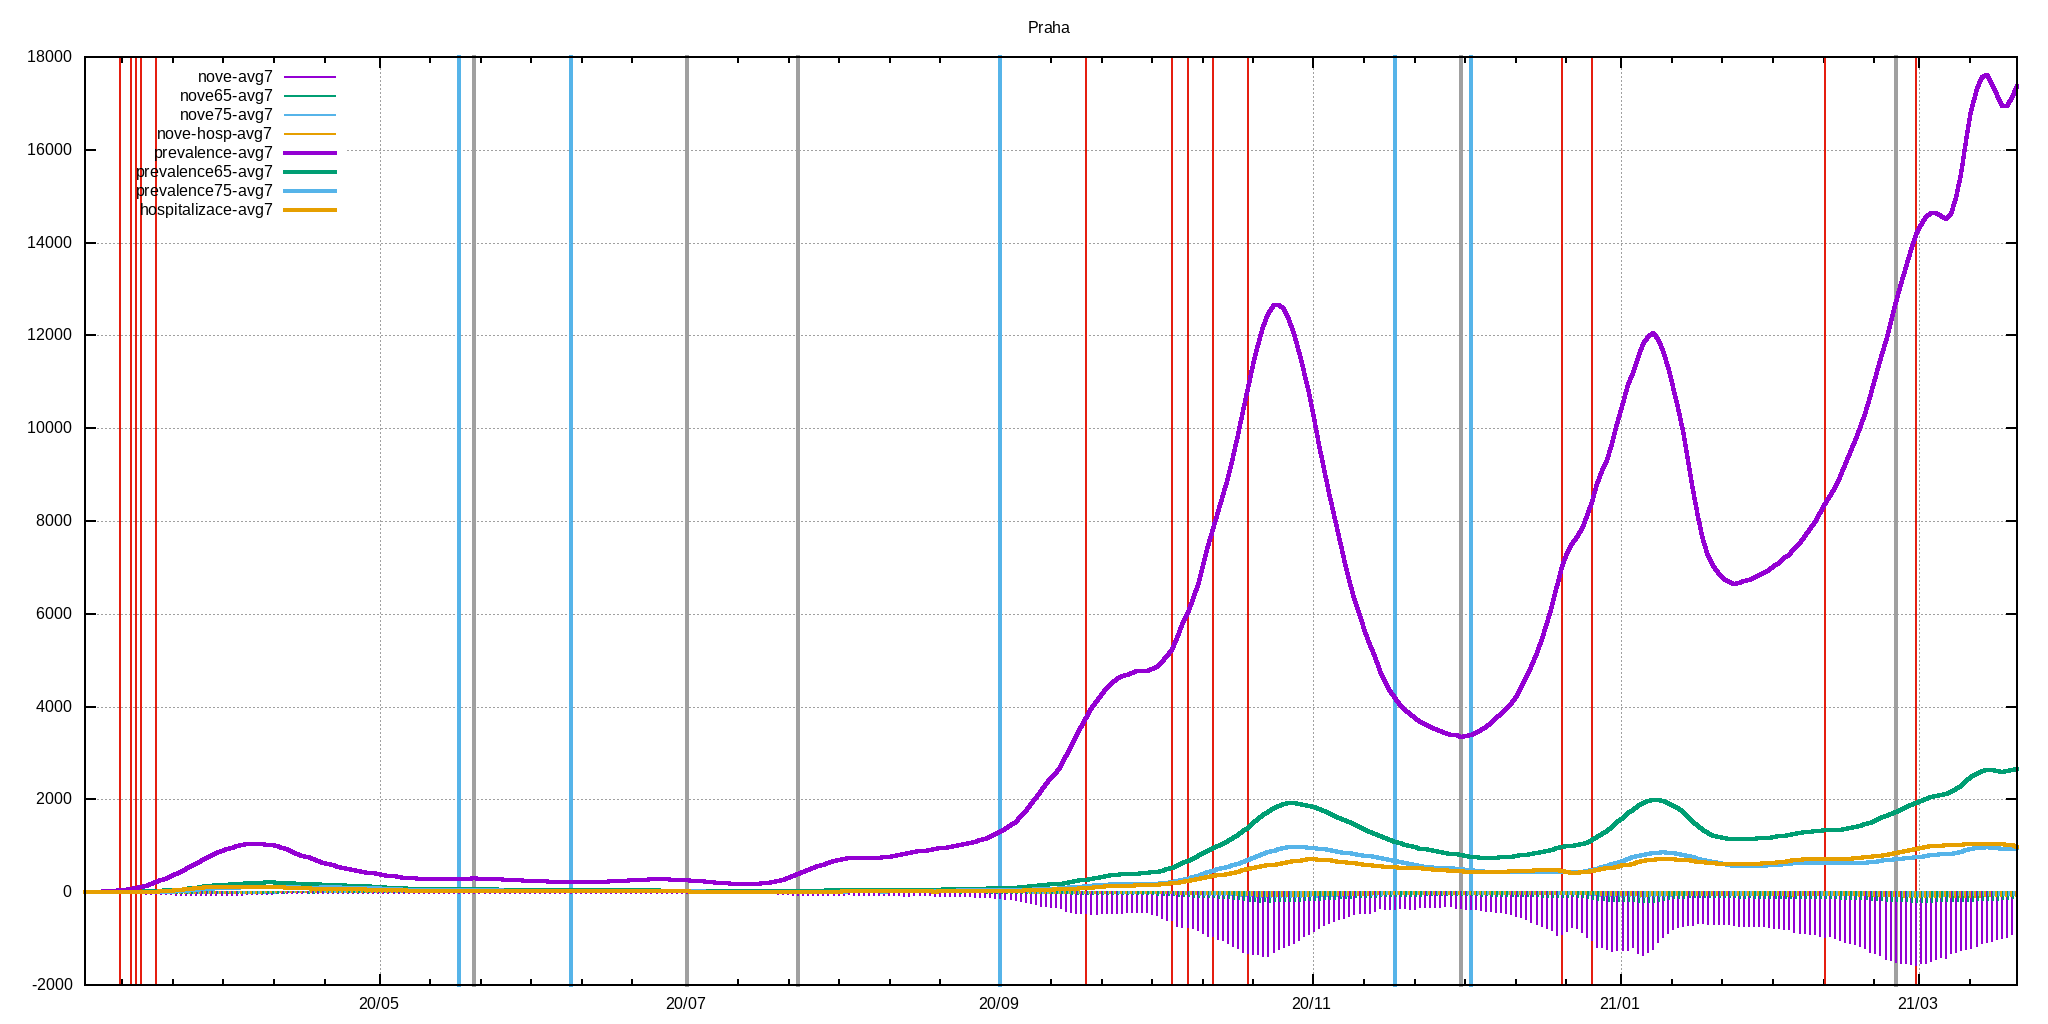 Praha
18000
16000
14000
12000
10000
8000
6000
4000
2000
0
-2000
nove-avg7
nove65-avg7
nove75-avg7
nove-hosp-avg7
prevalence-avg7
prevalence65-avg7
prevalence75-avg7
hospitalizace-avg7
20/05 20/07 20/09 20/11 21/01 21/03